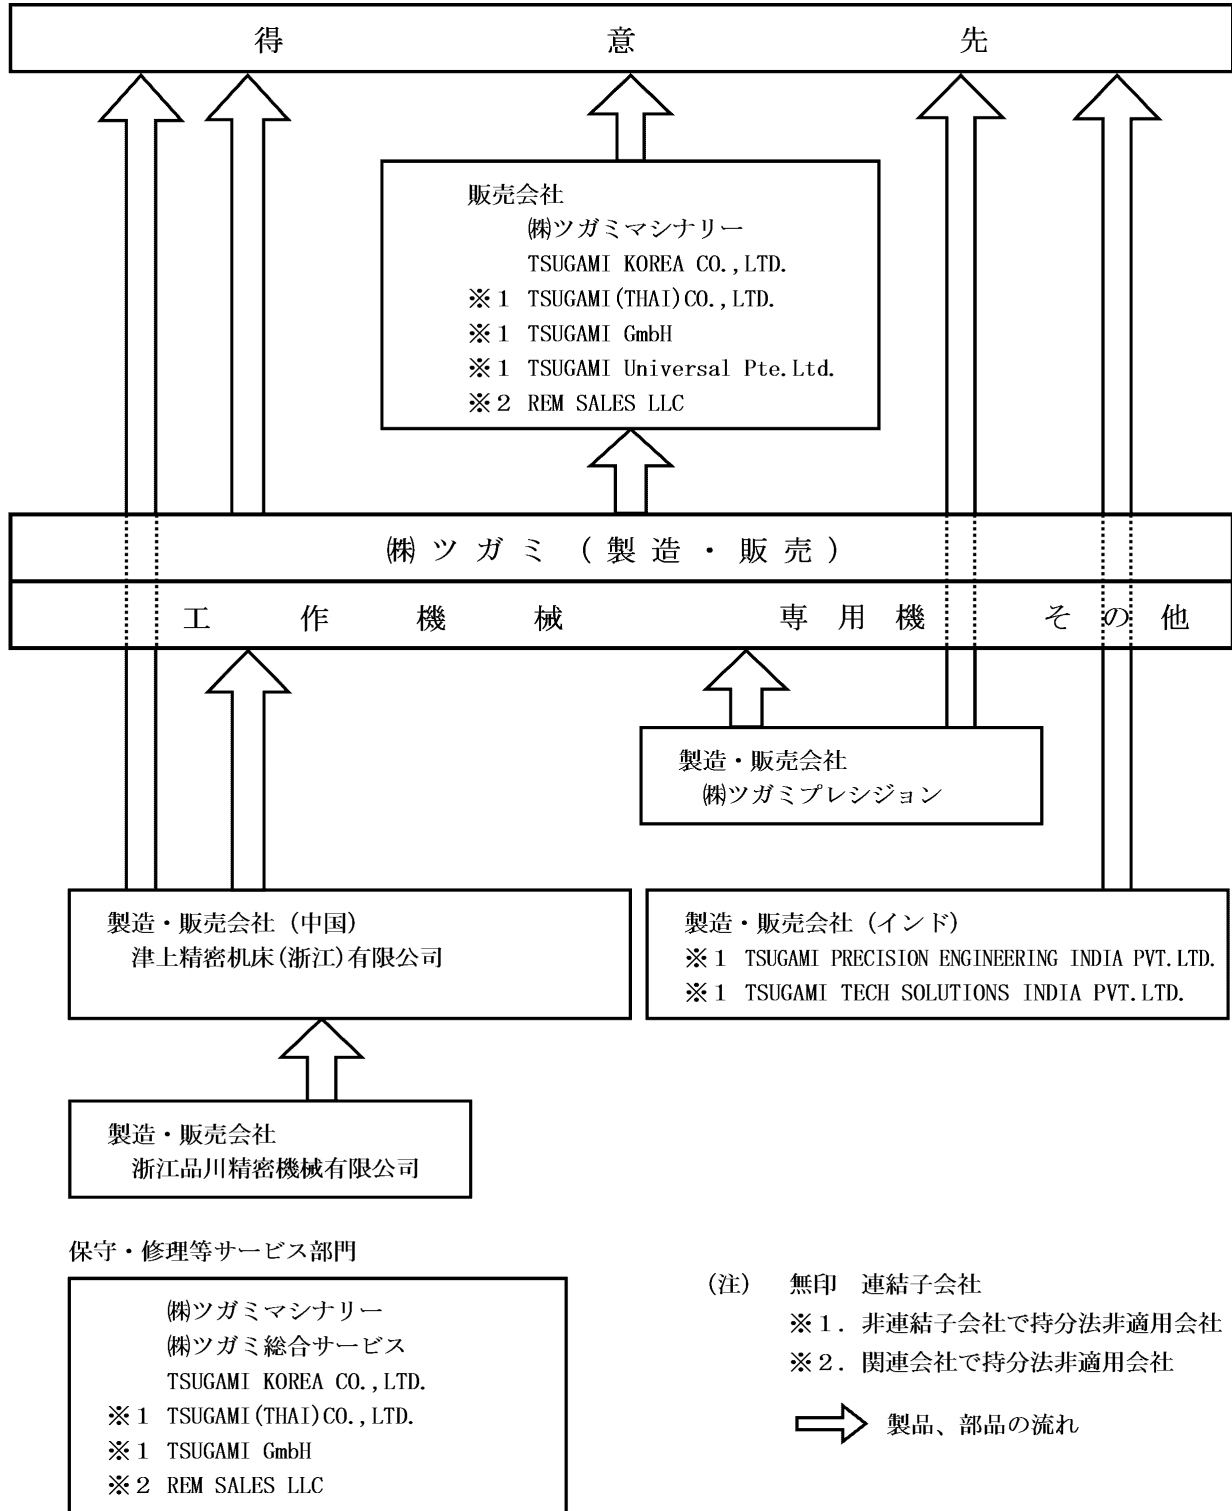 得意先
販売会社
㈱ツガミマシナリー
TSUGAMI KOREA CO.,LTD.
※1 TSUGAMI(THAI)CO.,LTD.
※1 TSUGAMI GmbH
※1 TSUGAMI Universal Pte.Ltd.
※2 REM SALES LLC
㈱ツガミ(製造・販売)
工作機械 専用機 その他
製造・販売会社
㈱ツガミプレシジョン
製造・販売会社(中国)
津上精密机床(浙江)有限公司
製造・販売会社(インド)
※1 TSUGAMI PRECISION ENGINEERING INDIA PVT.LTD.
※1 TSUGAMI TECH SOLUTIONS INDIA PVT.LTD.
製造・販売会社
浙江品川精密機械有限公司
保守・修理等サービス部門
㈱ツガミマシナリー
㈱ツガミ総合サービス
TSUGAMI KOREA CO.,LTD.
※1 TSUGAMI(THAI)CO.,LTD.
※1 TSUGAMI GmbH
※2 REM SALES LLC
(注) 無印 連結子会社
※1.非連結子会社で持分法非適用会社
※2.関連会社で持分法非適用会社
製品、部品の流れ